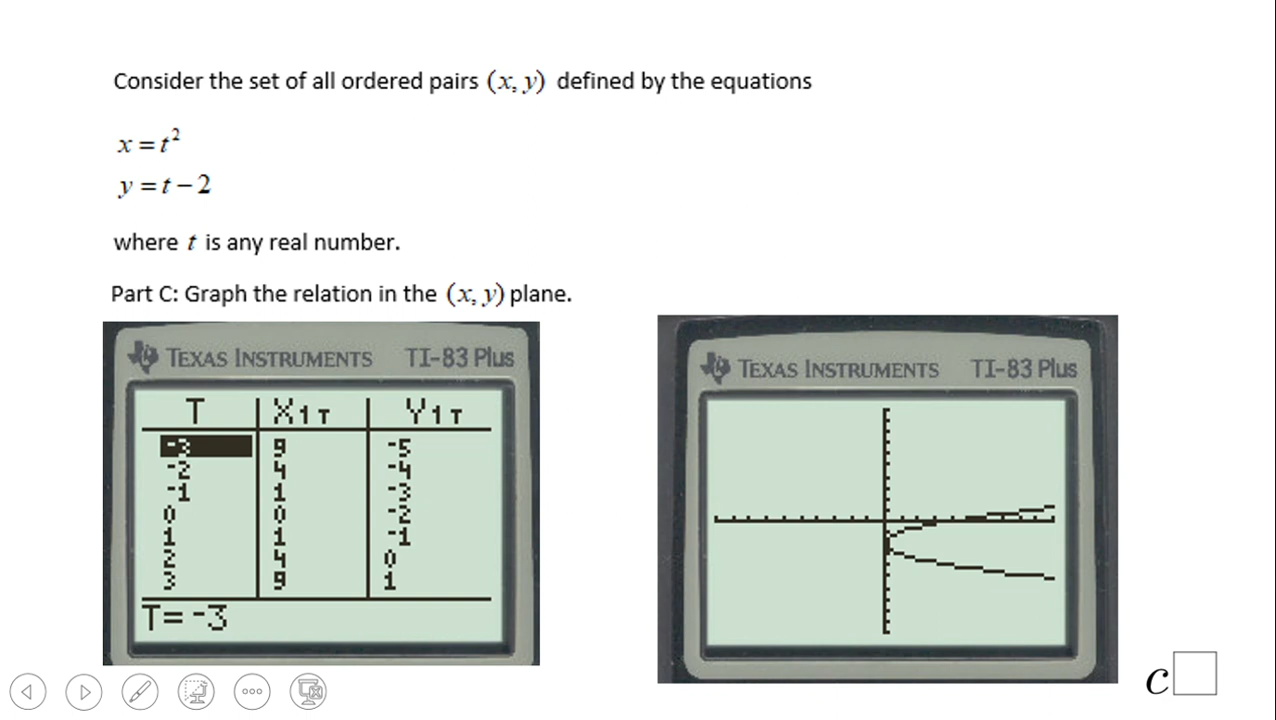 Consider the set of all ordered pairs (x, y) defined by the equations
x = t²
y = t − 2
where t is any real number.
Part C: Graph the relation in the (x, y) plane.
TEXAS INSTRUMENTS TI-83 Plus
T X1T Y1T
-3 9 -5
-2 4 -4
-1 1 -3
0 0 -2
1 1 -1
2 4 0
3 9 1
T= -3
TEXAS INSTRUMENTS TI-83 Plus
c